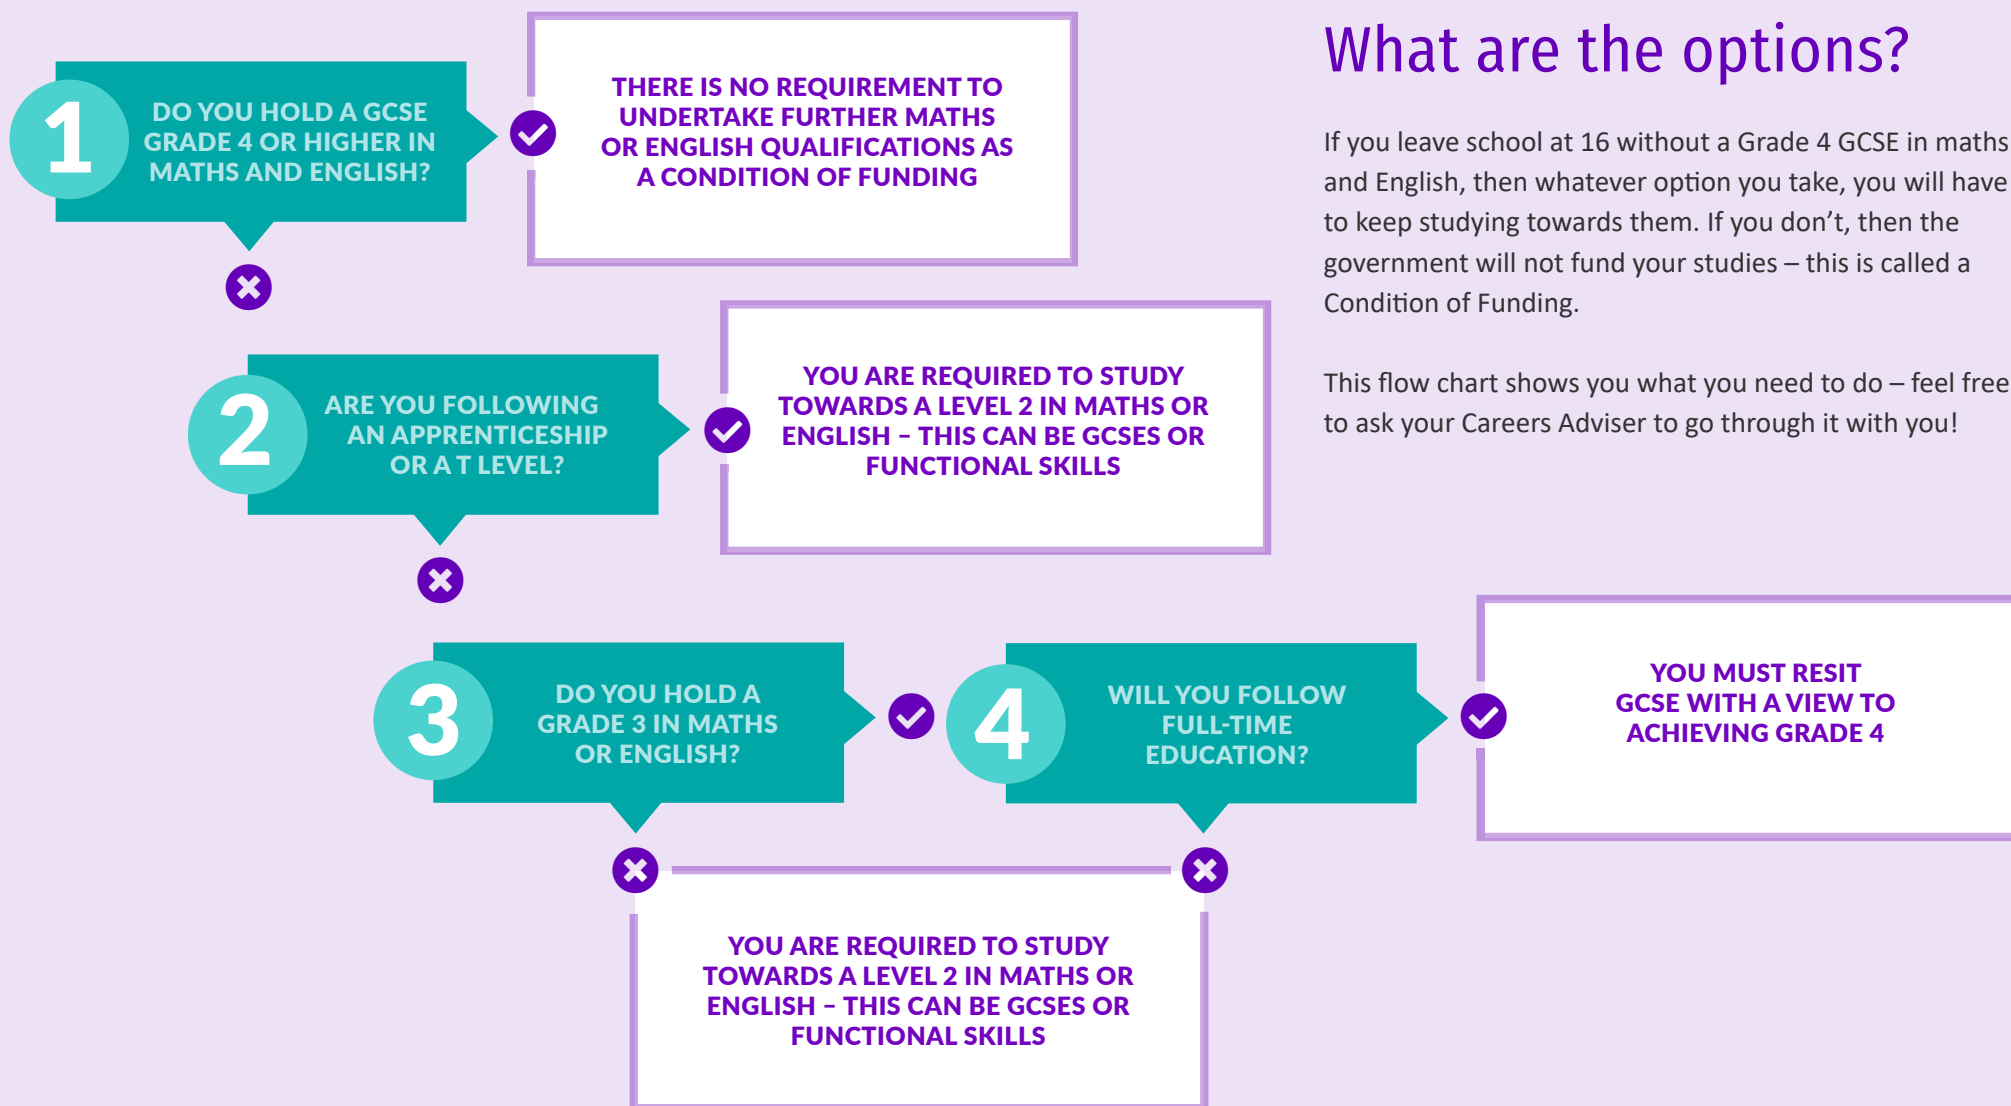 What are the options?
If you leave school at 16 without a Grade 4 GCSE in maths
and English, then whatever option you take, you will have
to keep studying towards them. If you don’t, then the
government will not fund your studies – this is called a
Condition of Funding.
This flow chart shows you what you need to do – feel free
to ask your Careers Adviser to go through it with you!
1
DO YOU HOLD A GCSE
GRADE 4 OR HIGHER IN
MATHS AND ENGLISH?
THERE IS NO REQUIREMENT TO
UNDERTAKE FURTHER MATHS
OR ENGLISH QUALIFICATIONS AS
A CONDITION OF FUNDING
2
ARE YOU FOLLOWING
AN APPRENTICESHIP
OR A T LEVEL?
YOU ARE REQUIRED TO STUDY
TOWARDS A LEVEL 2 IN MATHS OR
ENGLISH – THIS CAN BE GCSES OR
FUNCTIONAL SKILLS
3
DO YOU HOLD A
GRADE 3 IN MATHS
OR ENGLISH?
4
WILL YOU FOLLOW
FULL-TIME
EDUCATION?
YOU MUST RESIT
GCSE WITH A VIEW TO
ACHIEVING GRADE 4
YOU ARE REQUIRED TO STUDY
TOWARDS A LEVEL 2 IN MATHS OR
ENGLISH – THIS CAN BE GCSES OR
FUNCTIONAL SKILLS